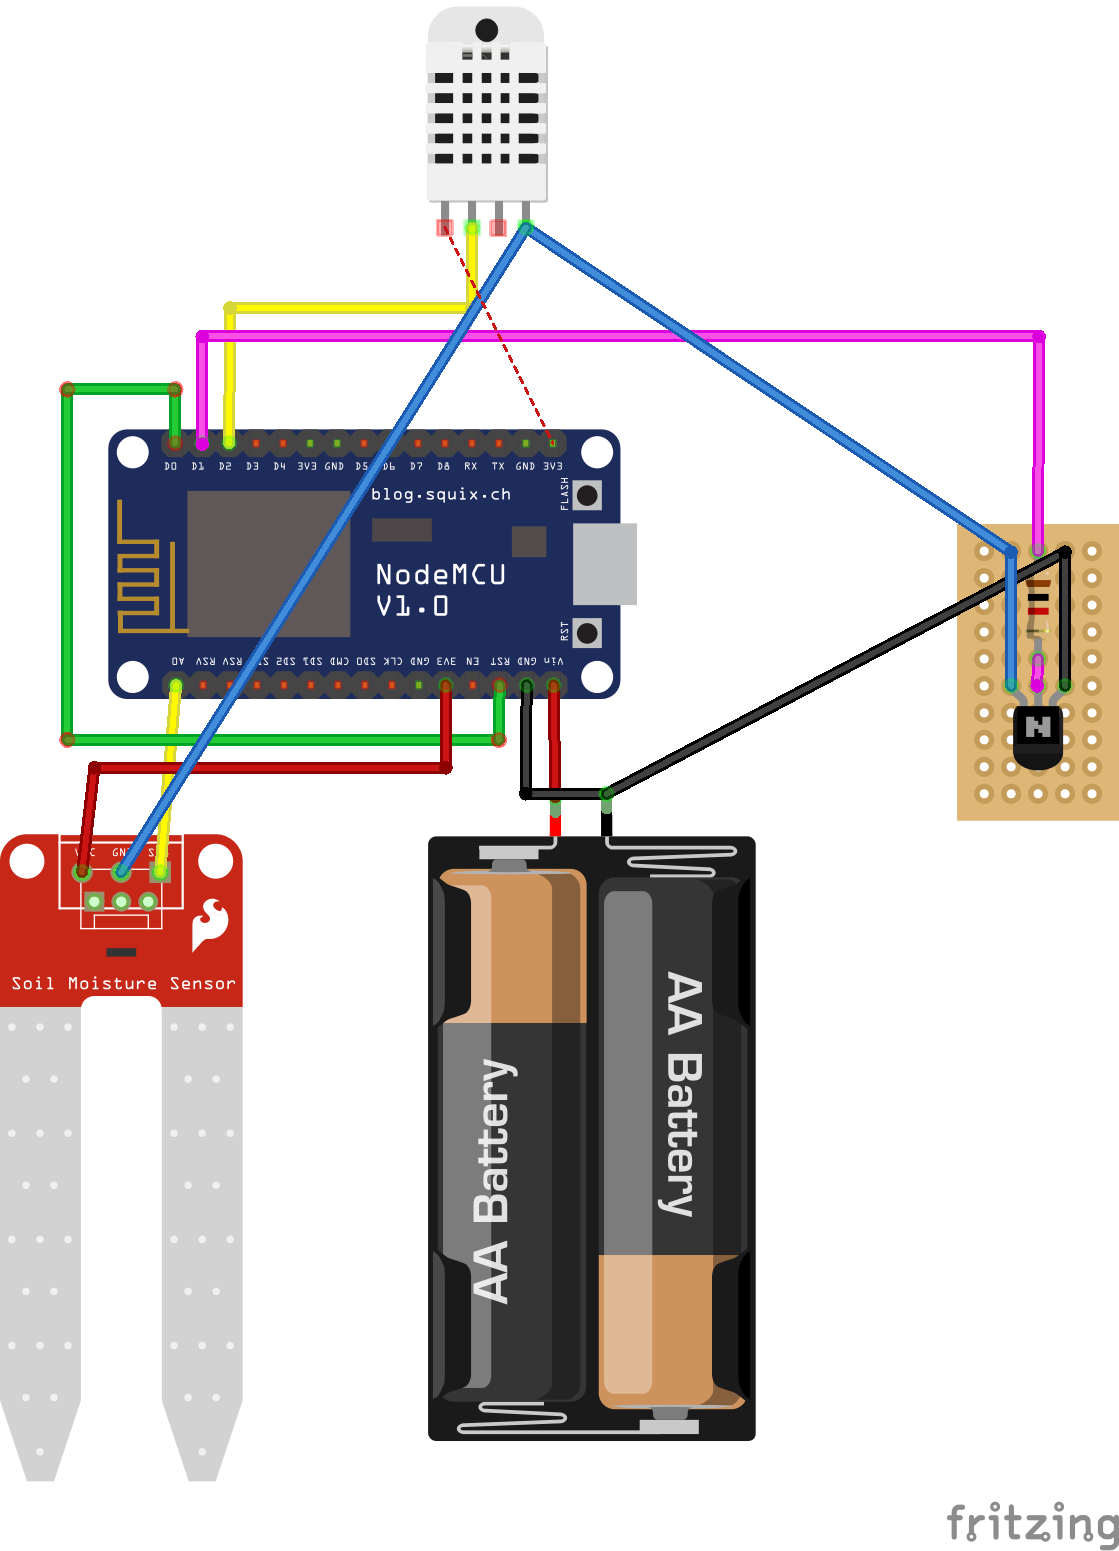 D0 D1 D2 D3 D4 3V3 GND D5 D6 D7 D8 RX TX GND 3V3
blog.squix.ch
FLASH
NodeMCU
V1.0
RST
A0 RSV RSV SD3 SD2 SD1 CMD SD0 CLK GND 3V3 EN RST GND Vin
N
VCC GND
Soil Moisture Sensor
AA Battery
AA Battery
fritzing